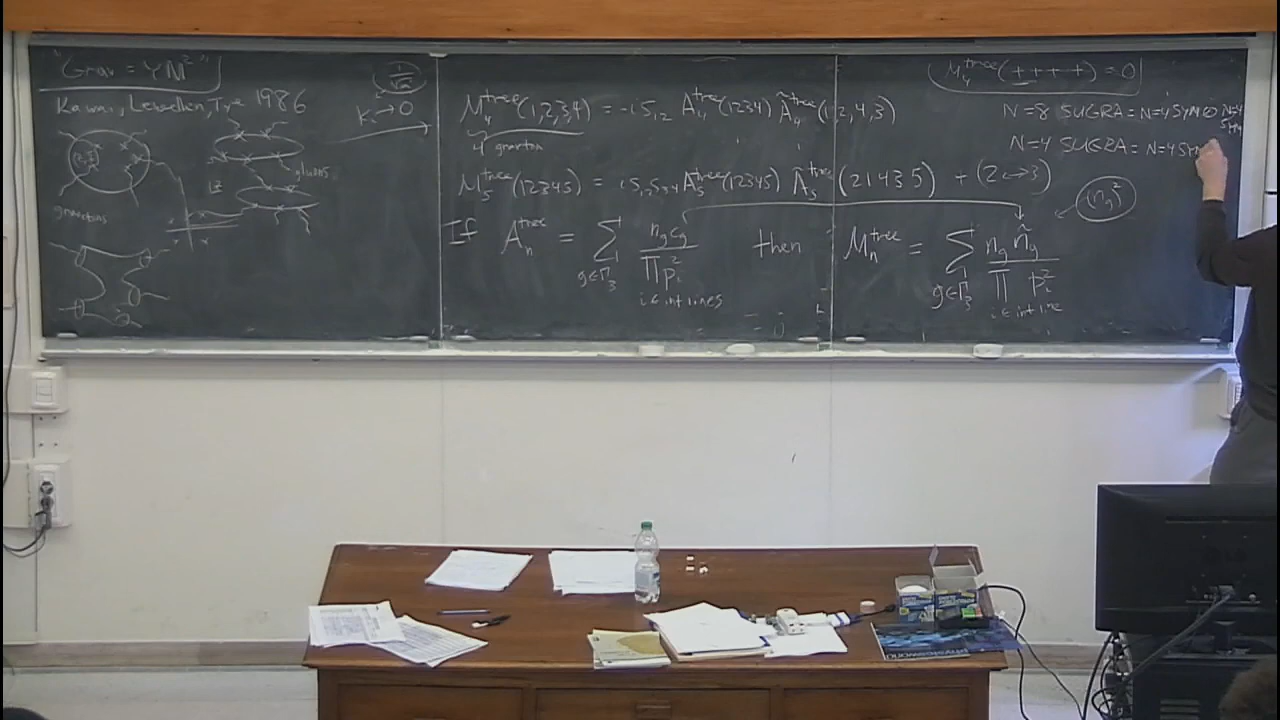 "Grav = YM²"
Kawai, Lewellen, Tye 1986
gluons
gravitons
K → 0
M₄^tree(1,2,3,4) = -i S₁₂ A₄^tree(1234) Ã₄^tree(1,2,4,3)
4 graviton
M₅^tree(12345) = i S₁₂ S₃₄ A₅^tree(12345) Ã₅^tree(21435) + (2↔3)
If A_n^tree = Σ_{g∈Γ₃} n_g c_g / ∏_{i∈int lines} p_i² then M_n^tree = Σ_{g∈Γ₃} n_g ñ_g / ∏_{i∈int line} p_i²
M₄^tree(++++) = 0
N=8 SUGRA = N=4 SYM ⊗ N=4 SYM
N=4 SUGRA = N=4 SYM
(n_g)²
physicsworld